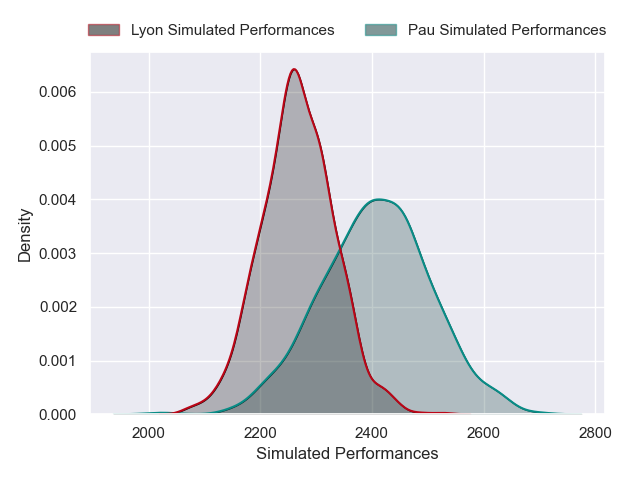 Lyon Simulated Performances Pau Simulated Performances
0.006
0.005
0.004
0.003
0.002
0.001
0.000
Density
2000 2200 2400 2600 2800
Simulated Performances